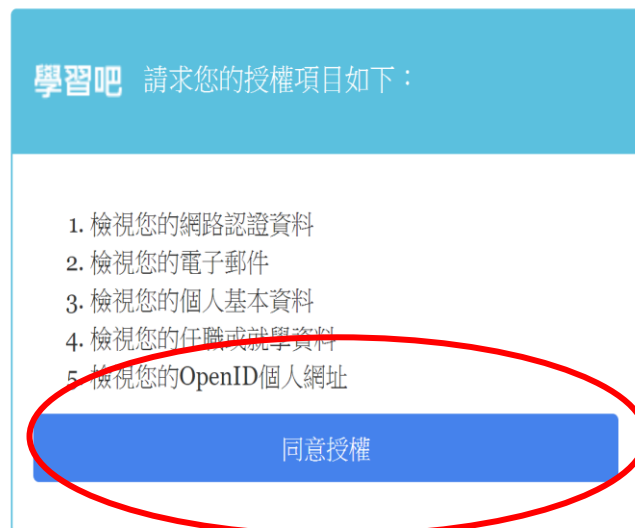 學習吧 請求您的授權項目如下：
1. 檢視您的網路認證資料
2. 檢視您的電子郵件
3. 檢視您的個人基本資料
4. 檢視您的任職或就學資料
5. 檢視您的OpenID個人網址
同意授權